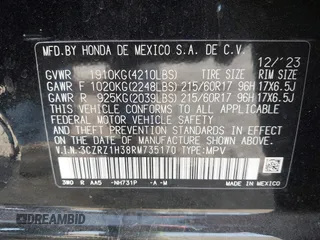 MFD.BY HONDA DE MEXICO S.A. DE C.V.
12/'23
GVWR 1910KG(4210LBS) TIRE SIZE RIM SIZE
GAWR F 1020KG(2248LBS) 215/60R17 96H 17X6.5J
GAWR R 925KG(2039LBS) 215/60R17 96H 17X6.5J
THIS VEHICLE CONFORMS TO ALL APPLICABLE
FEDERAL MOTOR VEHICLE SAFETY AND
THEFT PREVENTION STANDARDS IN EFFECT ON
THE DATE OF MANUFACTURE SHOWN ABOVE.
V.I.N:3CZRZ1H38RM735170 TYPE:MPV
3W0 R AA5 -NH731P -A -M
MADE IN MEXICO
DREAMBID